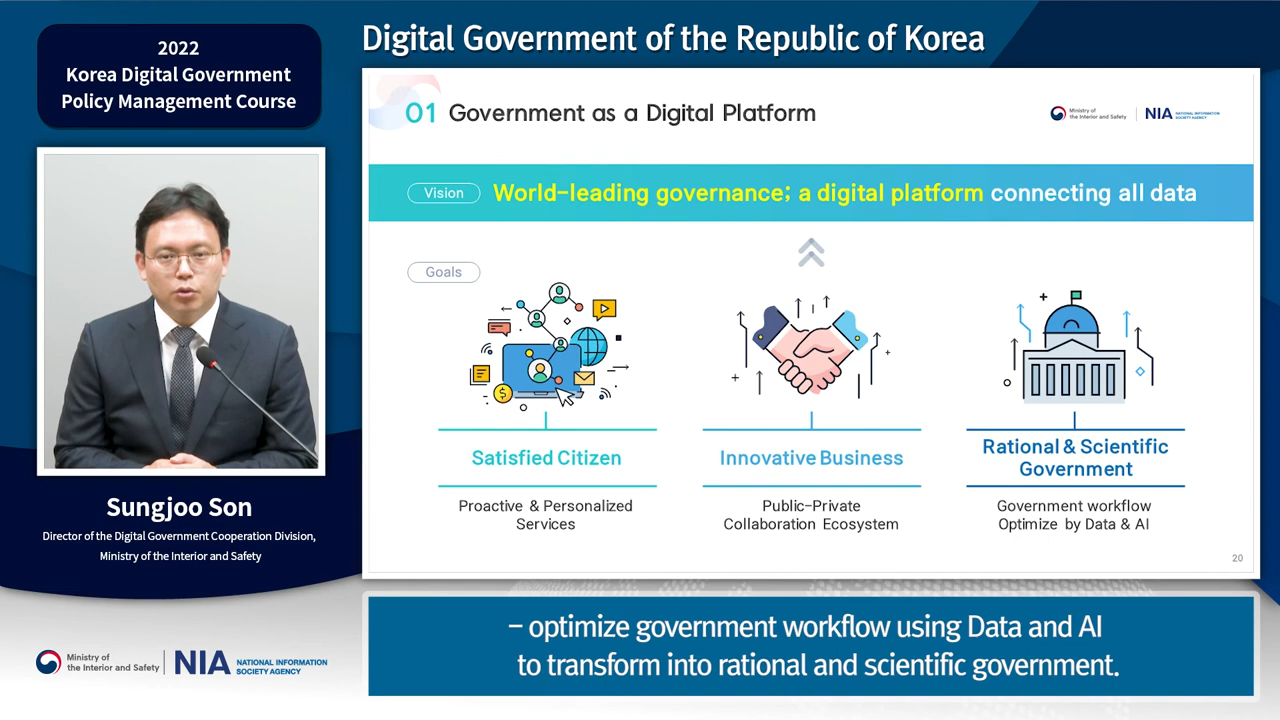 2022
Korea Digital Government
Policy Management Course
Digital Government of the Republic of Korea
01 Government as a Digital Platform
Ministry of
the Interior and Safety
NIA NATIONAL INFORMATION
SOCIETY AGENCY
Vision World-leading governance; a digital platform connecting all data
Goals
Satisfied Citizen
Proactive & Personalized
Services
Innovative Business
Public-Private
Collaboration Ecosystem
Rational & Scientific
Government
Government workflow
Optimize by Data & AI
20
Sungjoo Son
Director of the Digital Government Cooperation Division,
Ministry of the Interior and Safety
Ministry of
the Interior and Safety
NIA NATIONAL INFORMATION
SOCIETY AGENCY
– optimize government workflow using Data and AI
to transform into rational and scientific government.